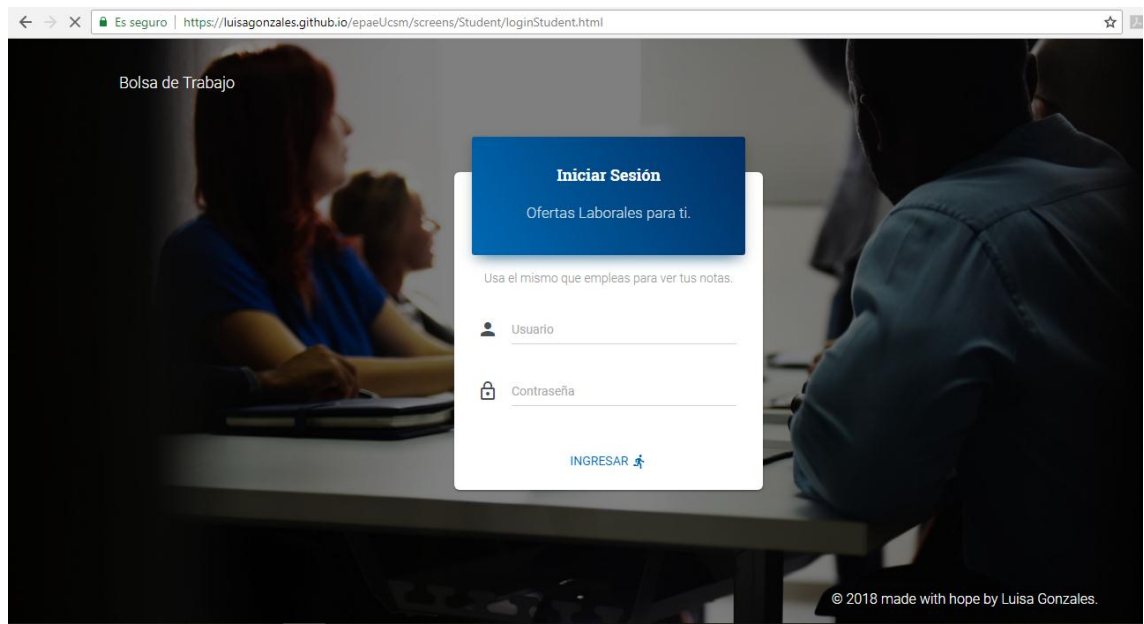 Es seguro | https://luisagonzales.github.io/epaeUcsm/screens/Student/loginStudent.html
Bolsa de Trabajo
Iniciar Sesión
Ofertas Laborales para ti.
Usa el mismo que empleas para ver tus notas.
Usuario
Contraseña
INGRESAR
© 2018 made with hope by Luisa Gonzales.